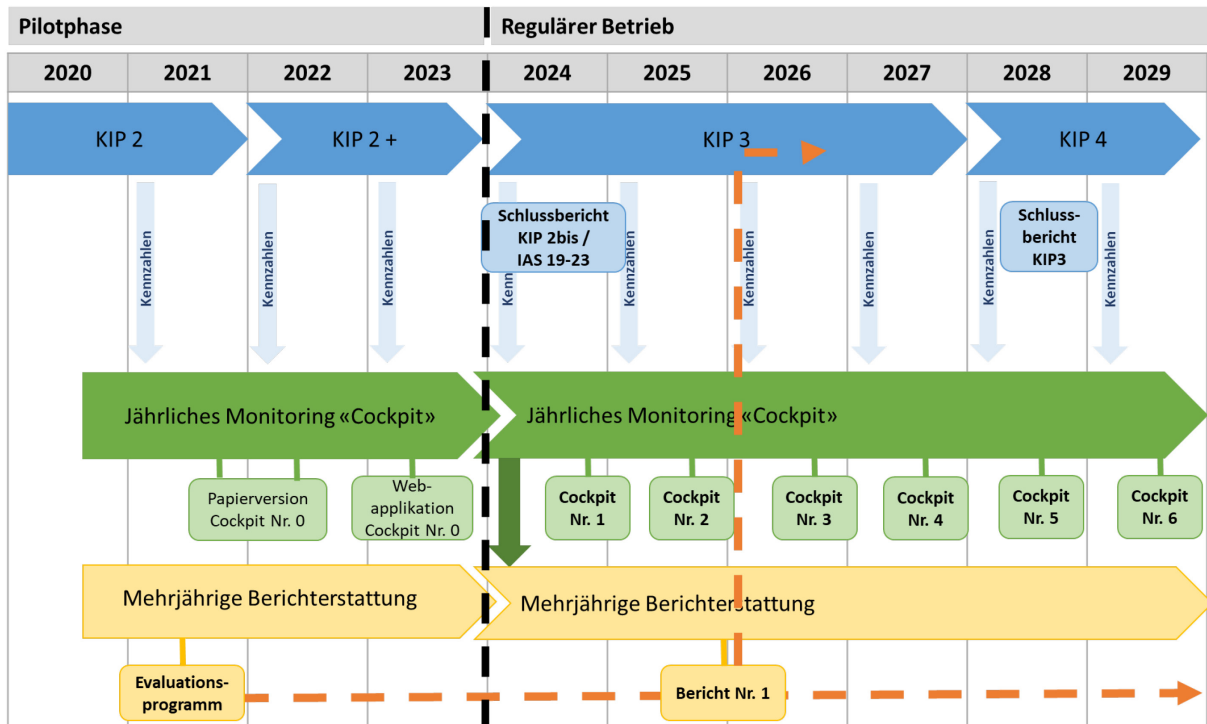 Pilotphase
Regulärer Betrieb
2020
2021
2022
2023
2024
2025
2026
2027
2028
2029
KIP 2
KIP 2 +
KIP 3
KIP 4
Kennzahlen
Kennzahlen
Kennzahlen
Kennzahlen
Kennzahlen
Kennzahlen
Kennzahlen
Kennzahlen
Kennzahlen
Schlussbericht
KIP 2bis /
IAS 19-23
Schluss-
bericht
KIP3
Jährliches Monitoring «Cockpit»
Jährliches Monitoring «Cockpit»
Papierversion
Cockpit Nr. 0
Web-
applikation
Cockpit Nr. 0
Cockpit
Nr. 1
Cockpit
Nr. 2
Cockpit
Nr. 3
Cockpit
Nr. 4
Cockpit
Nr. 5
Cockpit
Nr. 6
Mehrjährige Berichterstattung
Mehrjährige Berichterstattung
Evaluations-
programm
Bericht Nr. 1